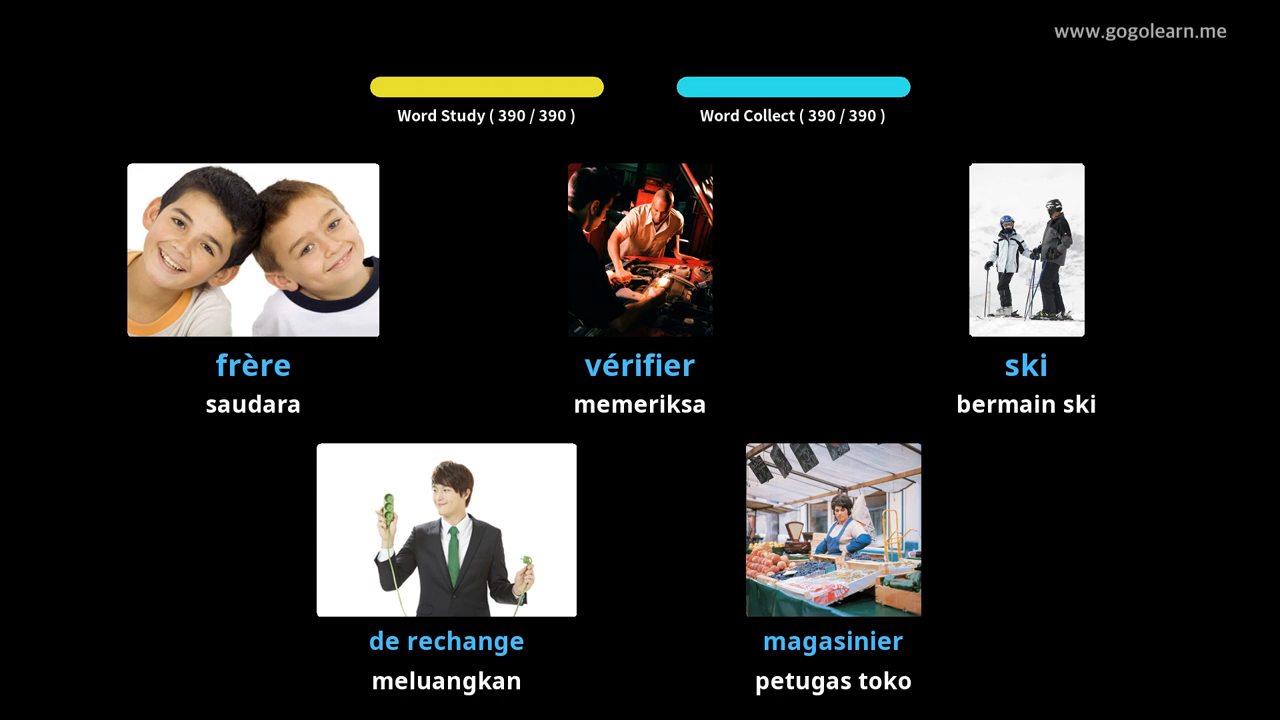 www.gogolearn.me
Word Study ( 390 / 390 )
Word Collect ( 390 / 390 )
frère
saudara
vérifier
memeriksa
ski
bermain ski
de rechange
meluangkan
magasinier
petugas toko